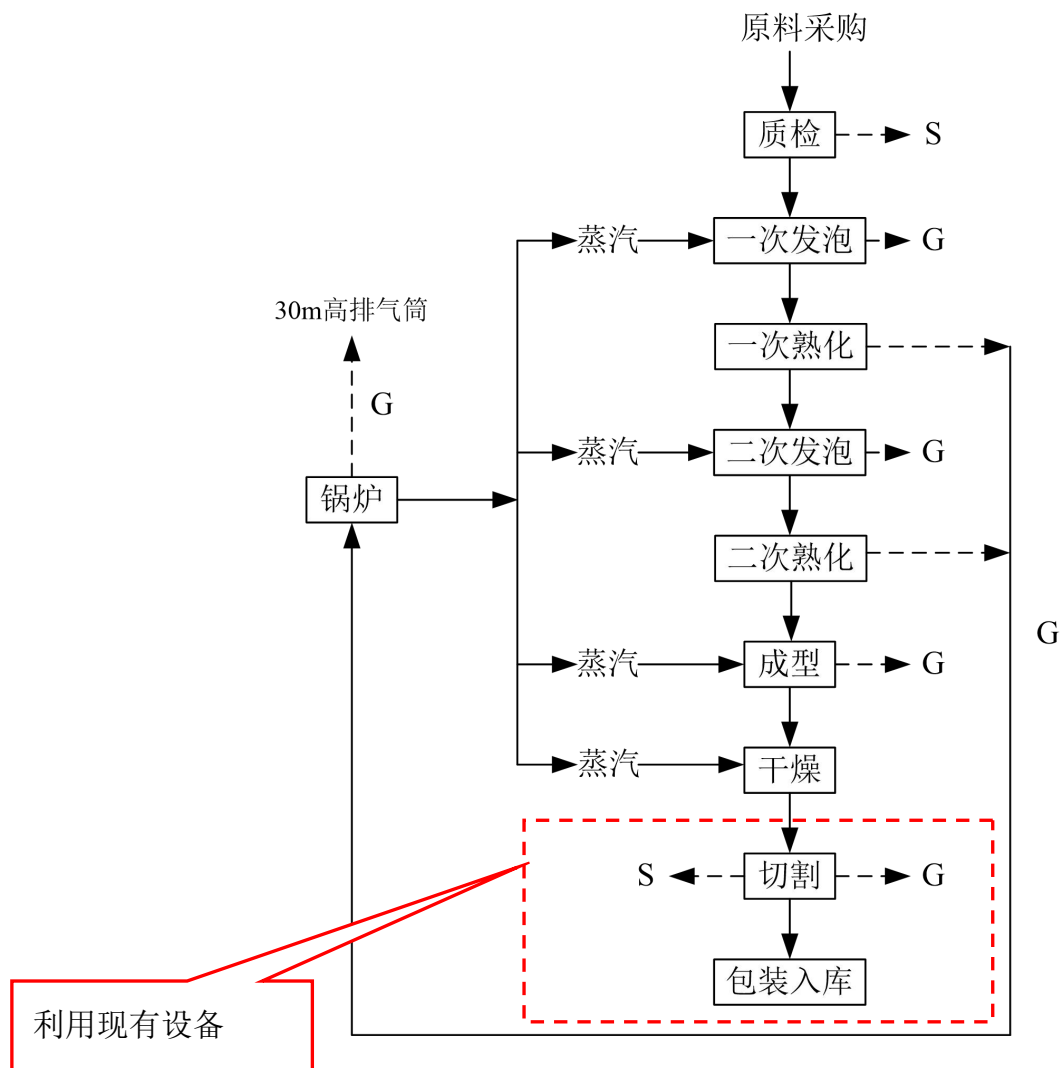 原料采购
质检
S
蒸汽
一次发泡
G
30m高排气筒
一次熟化
G
蒸汽
二次发泡
G
锅炉
二次熟化
G
蒸汽
成型
G
蒸汽
干燥
S
切割
G
包装入库
利用现有设备